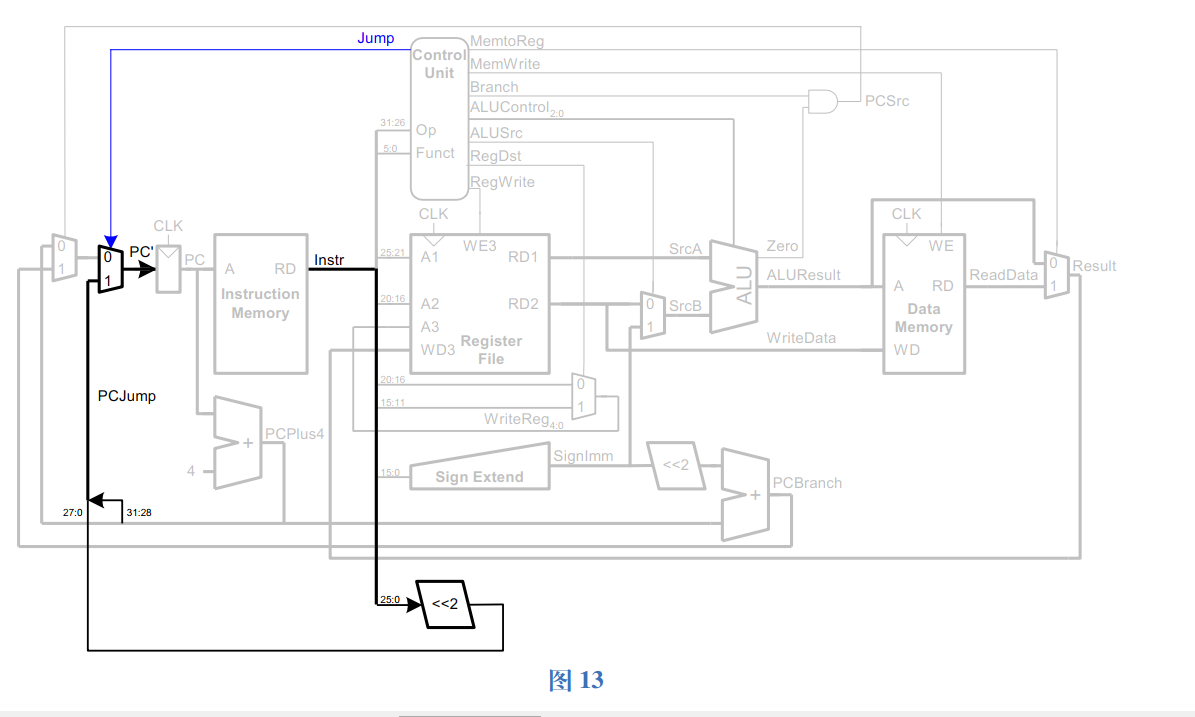 Jump
MemtoReg
Control
Unit
MemWrite
Branch
PCSrc
ALUControl2:0
31:26
Op
ALUSrc
5:0
Funct
RegDst
RegWrite
CLK
CLK
CLK
0
1
0
1
PC'
PC
A
RD
Instruction
Memory
Instr
25:21
A1
WE3
RD1
20:16
A2
RD2
A3
WD3
Register
File
SrcA
0
1
SrcB
ALU
Zero
ALUResult
WriteData
WE
A
RD
Data
Memory
WD
ReadData
0
1
Result
20:16
0
15:11
1
WriteReg4:0
PCJump
PCPlus4
+
4
SignImm
15:0
Sign Extend
<<2
+
PCBranch
27:0
31:28
25:0
<<2
图 13